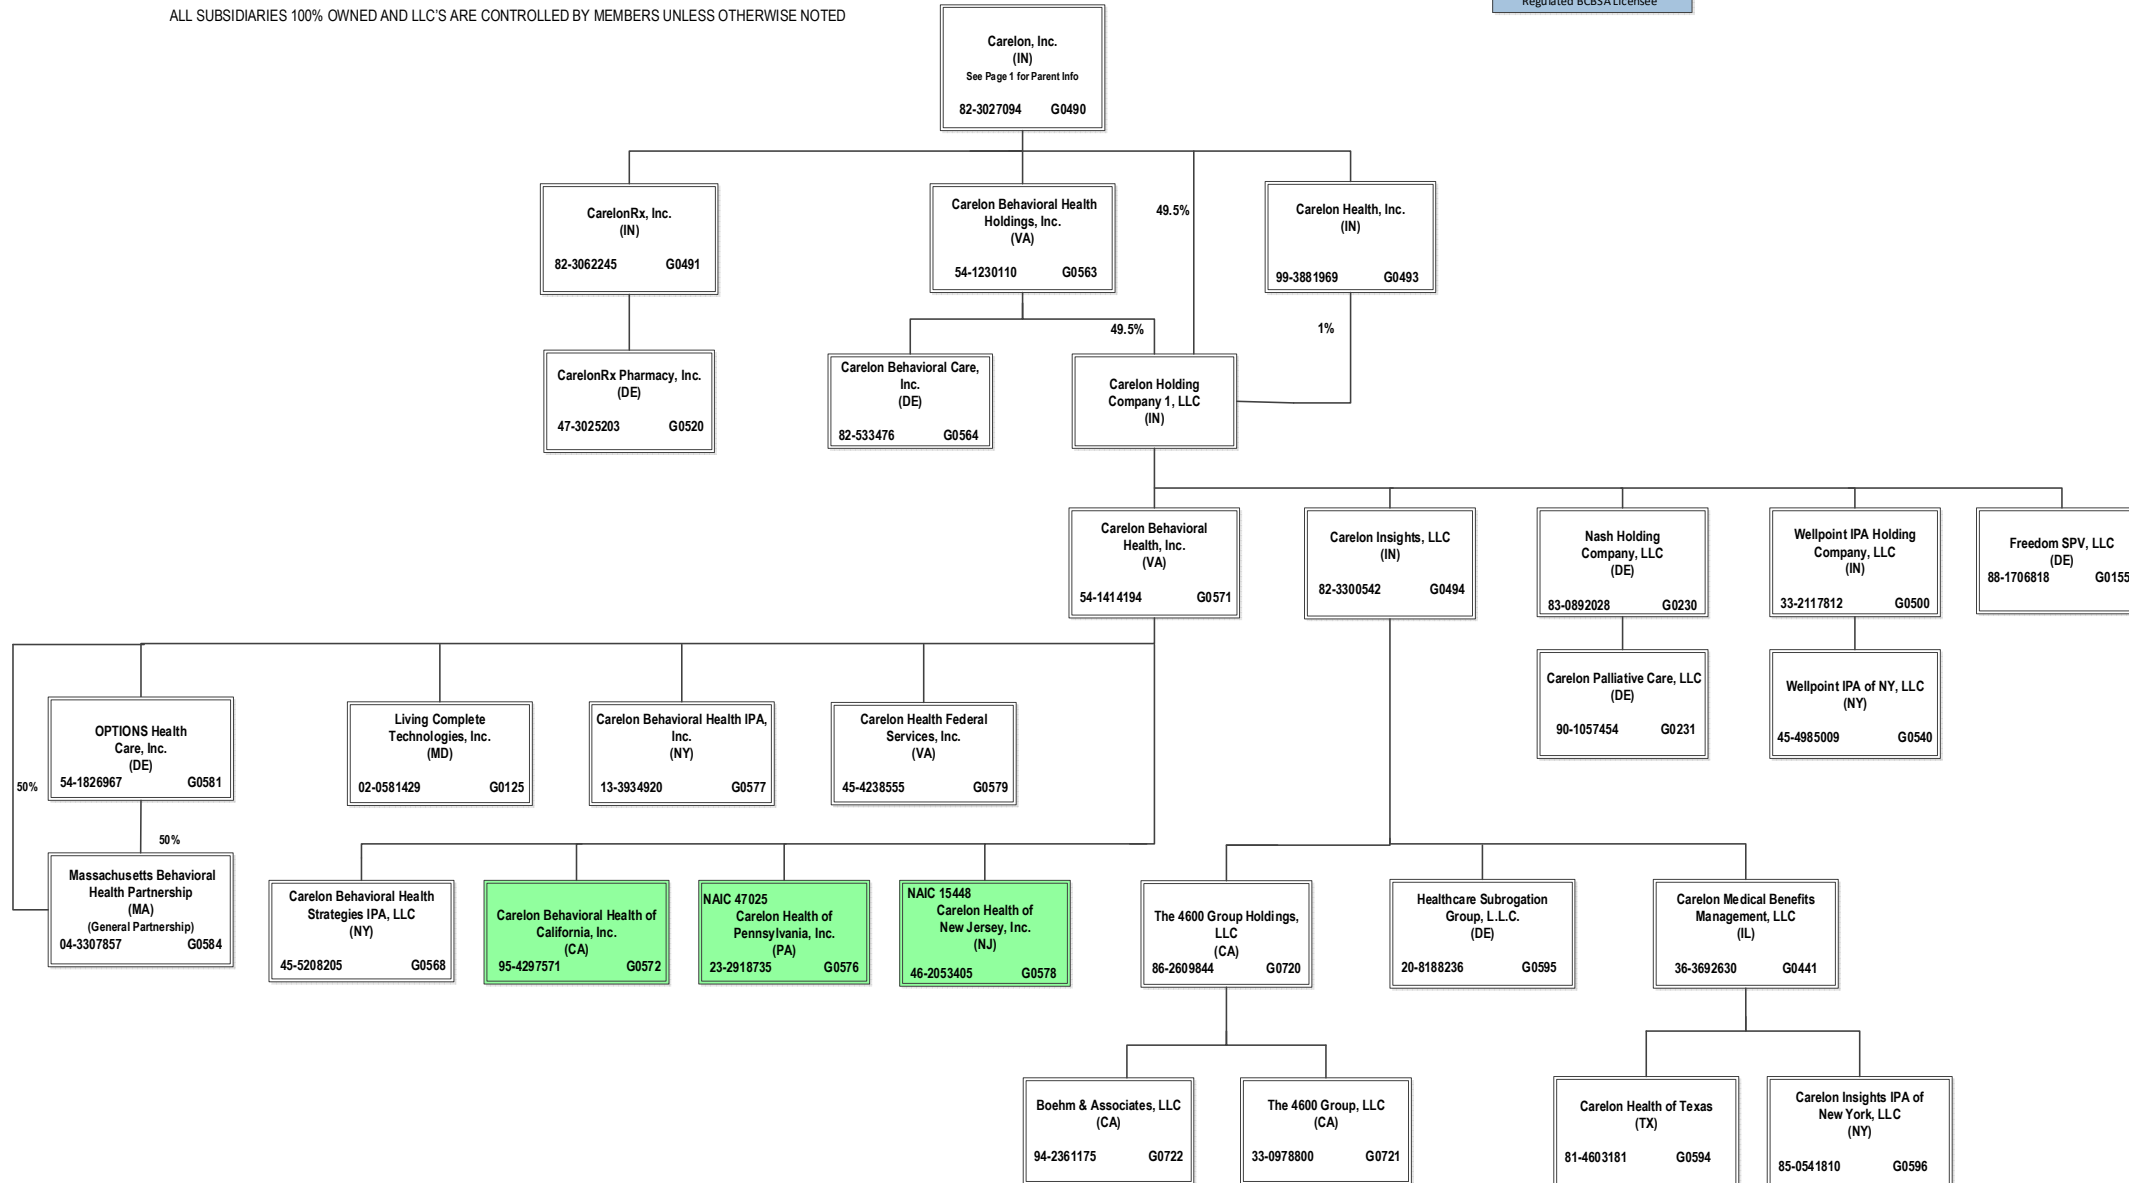 ALL SUBSIDIARIES 100% OWNED AND LLC'S ARE CONTROLLED BY MEMBERS UNLESS OTHERWISE NOTED
Regulated BCBSA Licensee
Carelon, Inc.
(IN)
See Page 1 for Parent Info
82-3027094 G0490
CarelonRx, Inc.
(IN)
82-3062245 G0491
Carelon Behavioral Health
Holdings, Inc.
(VA)
54-1230110 G0563
49.5%
Carelon Health, Inc.
(IN)
99-3881969 G0493
49.5%
1%
CarelonRx Pharmacy, Inc.
(DE)
47-3025203 G0520
Carelon Behavioral Care,
Inc.
(DE)
82-533476 G0564
Carelon Holding
Company 1, LLC
(IN)
Carelon Behavioral
Health, Inc.
(VA)
54-1414194 G0571
Carelon Insights, LLC
(IN)
82-3300542 G0494
Nash Holding
Company, LLC
(DE)
83-0892028 G0230
Wellpoint IPA Holding
Company, LLC
(IN)
33-2117812 G0500
Freedom SPV, LLC
(DE)
88-1706818 G0155
Carelon Palliative Care, LLC
(DE)
90-1057454 G0231
Wellpoint IPA of NY, LLC
(NY)
45-4985009 G0540
OPTIONS Health
Care, Inc.
(DE)
54-1826967 G0581
Living Complete
Technologies, Inc.
(MD)
02-0581429 G0125
Carelon Behavioral Health IPA,
Inc.
(NY)
13-3934920 G0577
Carelon Health Federal
Services, Inc.
(VA)
45-4238555 G0579
50%
50%
Massachusetts Behavioral
Health Partnership
(MA)
(General Partnership)
04-3307857 G0584
Carelon Behavioral Health
Strategies IPA, LLC
(NY)
45-5208205 G0568
Carelon Behavioral Health of
California, Inc.
(CA)
95-4297571 G0572
NAIC 47025
Carelon Health of
Pennsylvania, Inc.
(PA)
23-2918735 G0576
NAIC 15448
Carelon Health of
New Jersey, Inc.
(NJ)
46-2053405 G0578
The 4600 Group Holdings,
LLC
(CA)
86-2609844 G0720
Healthcare Subrogation
Group, L.L.C.
(DE)
20-8188236 G0595
Carelon Medical Benefits
Management, LLC
(IL)
36-3692630 G0441
Boehm & Associates, LLC
(CA)
94-2361175 G0722
The 4600 Group, LLC
(CA)
33-0978800 G0721
Carelon Health of Texas
(TX)
81-4603181 G0594
Carelon Insights IPA of
New York, LLC
(NY)
85-0541810 G0596